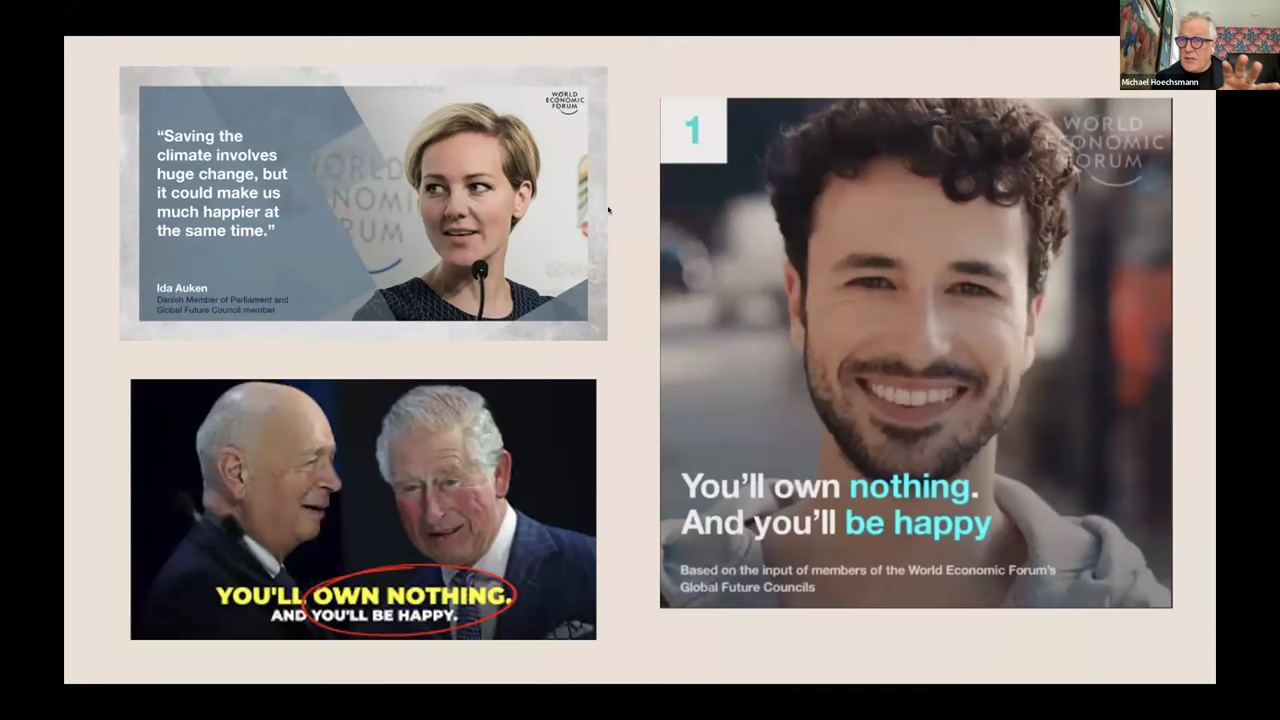 Michael Hoechsmann
WORLD
ECONOMIC
FORUM
“Saving the
climate involves
huge change, but
it could make us
much happier at
the same time.”
Ida Auken
Danish Member of Parliament and
Global Future Council member
WORLD
ECONOMIC
FORUM
1
WORLD
ECONOMIC
FORUM
You’ll own nothing.
And you’ll be happy
Based on the input of members of the World Economic Forum’s
Global Future Councils
YOU'LL OWN NOTHING.
AND YOU'LL BE HAPPY.